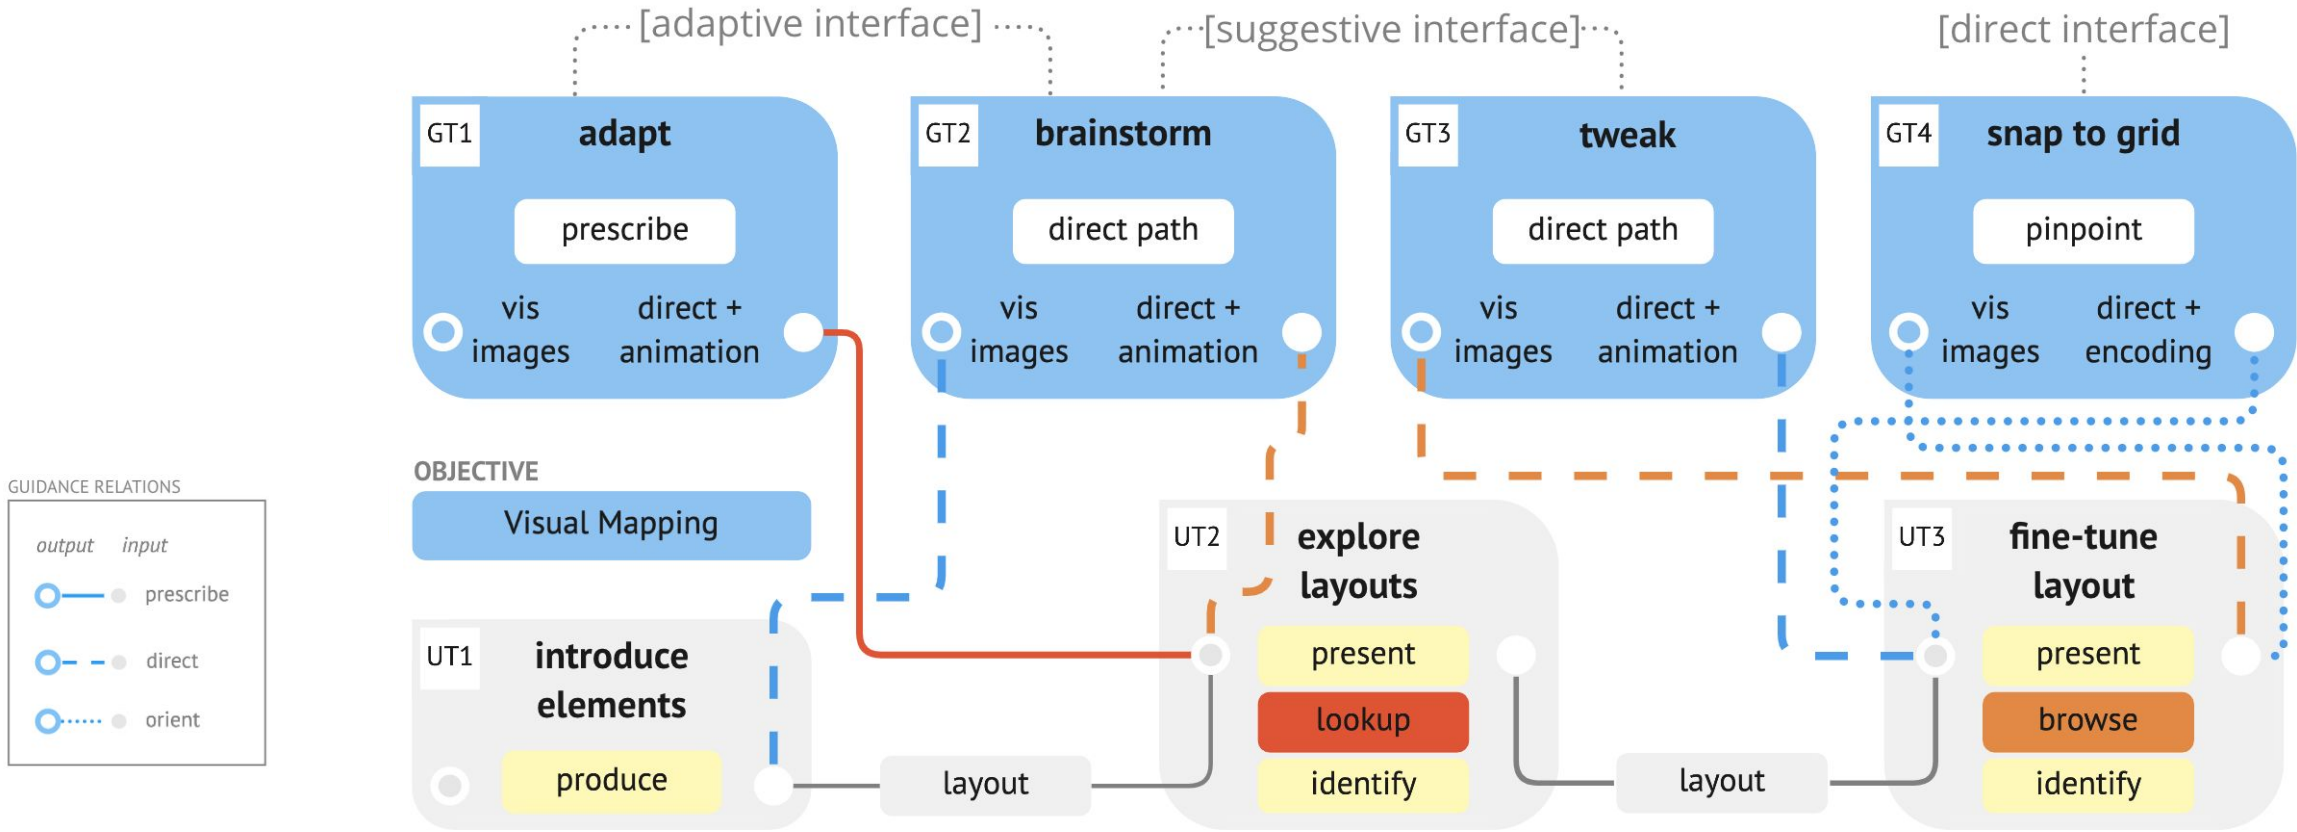 [adaptive interface]
[suggestive interface]
[direct interface]
GT1
adapt
prescribe
vis
images
direct +
animation
GT2
brainstorm
direct path
vis
images
direct +
animation
GT3
tweak
direct path
vis
images
direct +
animation
GT4
snap to grid
pinpoint
vis
images
direct +
encoding
GUIDANCE RELATIONS
output input
prescribe
direct
orient
OBJECTIVE
Visual Mapping
UT1
introduce
elements
produce
layout
UT2
explore
layouts
present
lookup
identify
layout
UT3
fine-tune
layout
present
browse
identify